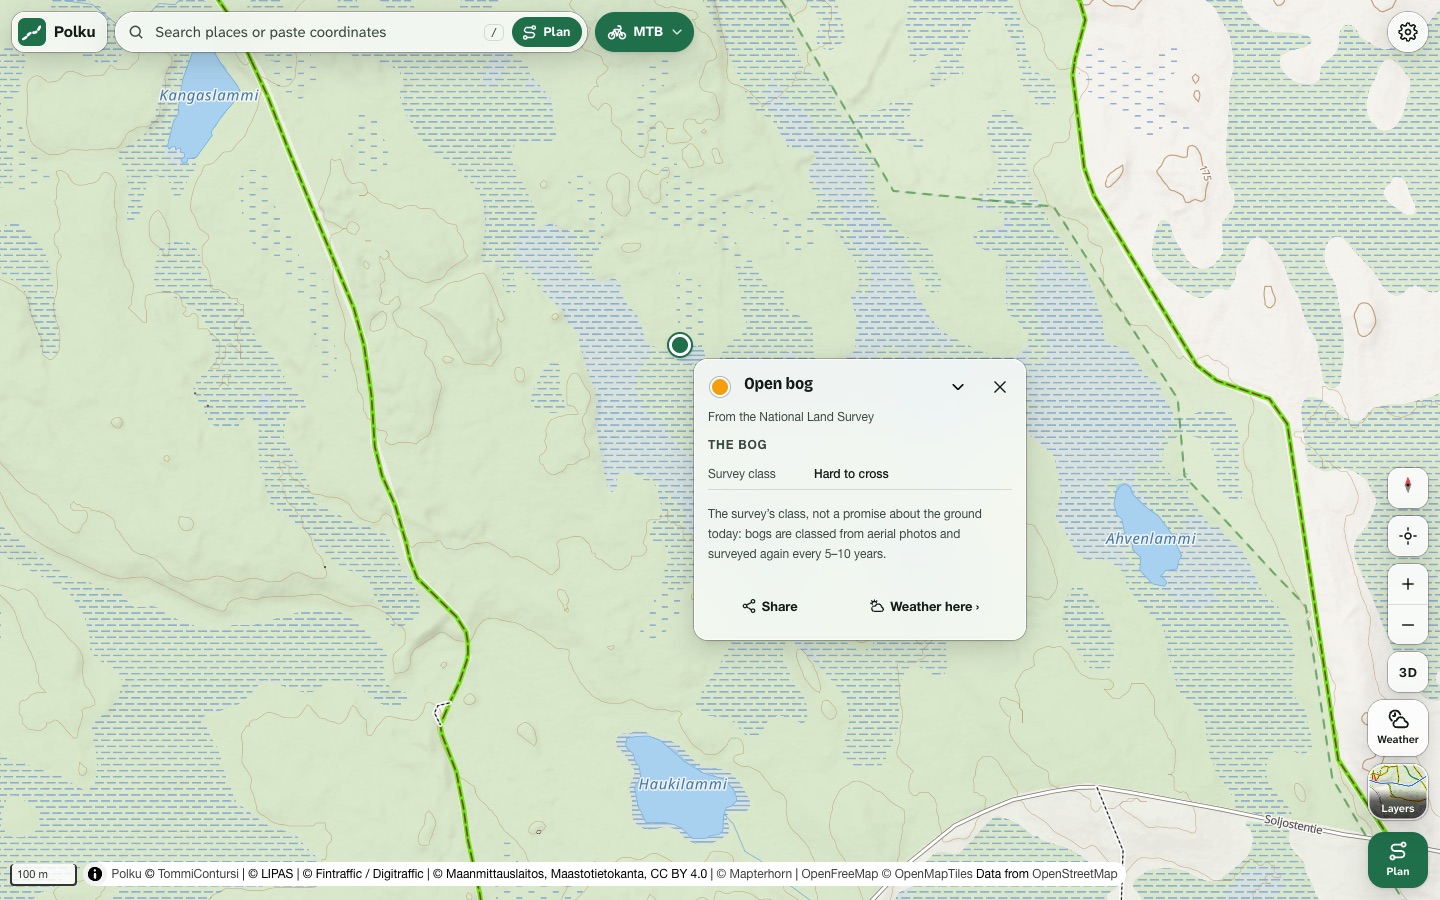 Polku
Search places or paste coordinates
/
Plan
MTB
Kangaslammi
175
Open bog
From the National Land Survey
THE BOG
Survey class Hard to cross
The survey's class, not a promise about the ground
today: bogs are classed from aerial photos and
surveyed again every 5–10 years.
Share
Weather here ›
Ahvenlammi
3D
Weather
Haukilammi
Layers
Soljostentie
Plan
100 m
Polku © TommiContursi | © LIPAS | © Fintraffic / Digitraffic | © Maanmittauslaitos, Maastotietokanta, CC BY 4.0 | © Mapterhorn | OpenFreeMap © OpenMapTiles Data from OpenStreetMap